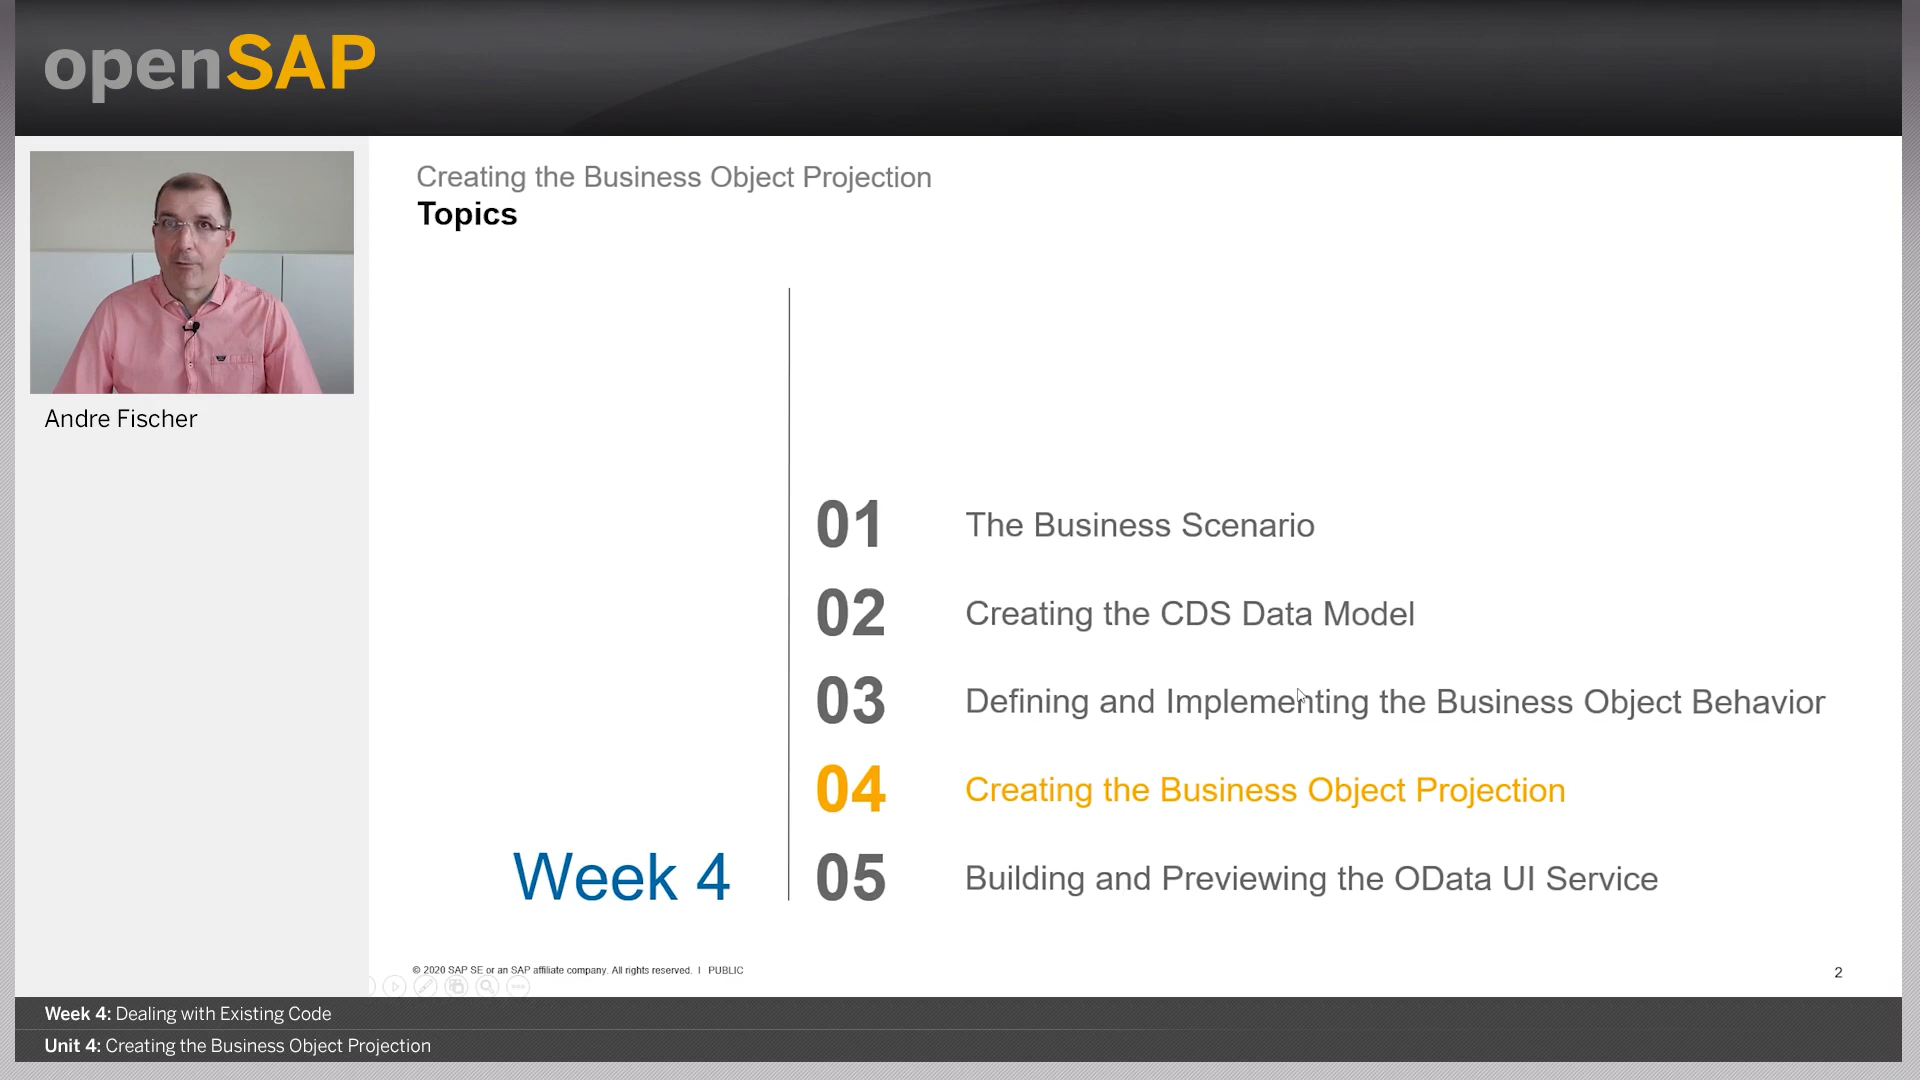 openSAP
Creating the Business Object Projection
Topics
Andre Fischer
01 The Business Scenario
02 Creating the CDS Data Model
03 Defining and Implementing the Business Object Behavior
04 Creating the Business Object Projection
Week 4
05 Building and Previewing the OData UI Service
© 2020 SAP SE or an SAP affiliate company. All rights reserved. | PUBLIC
2
Week 4: Dealing with Existing Code
Unit 4: Creating the Business Object Projection